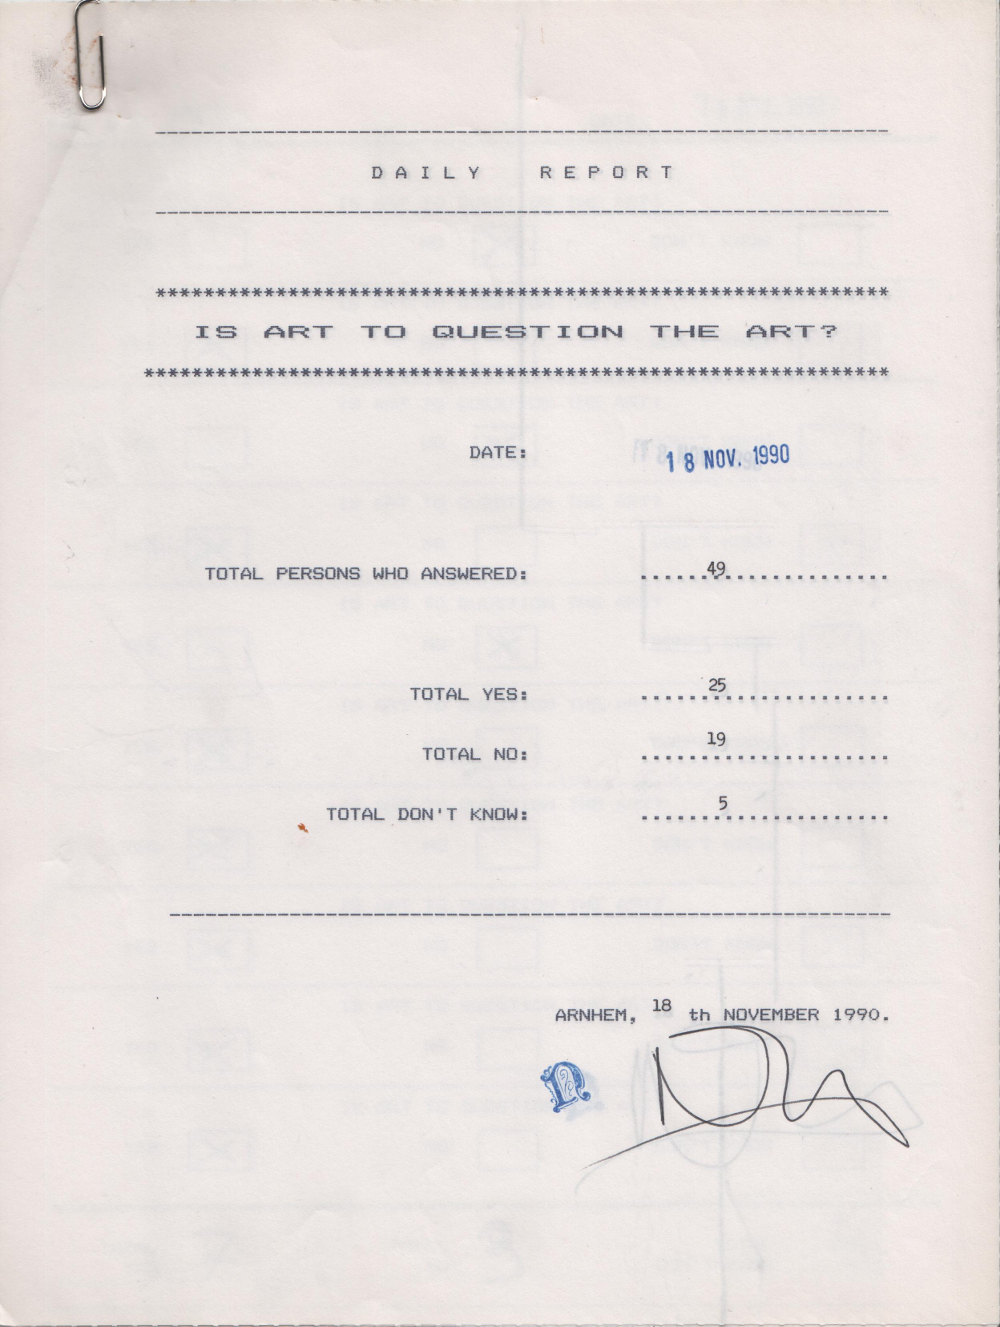 DAILY REPORT
IS ART TO QUESTION THE ART?
DATE: 18 NOV. 1990
TOTAL PERSONS WHO ANSWERED: 49
TOTAL YES: 25
TOTAL NO: 19
TOTAL DON'T KNOW: 5
ARNHEM, 18 th NOVEMBER 1990.